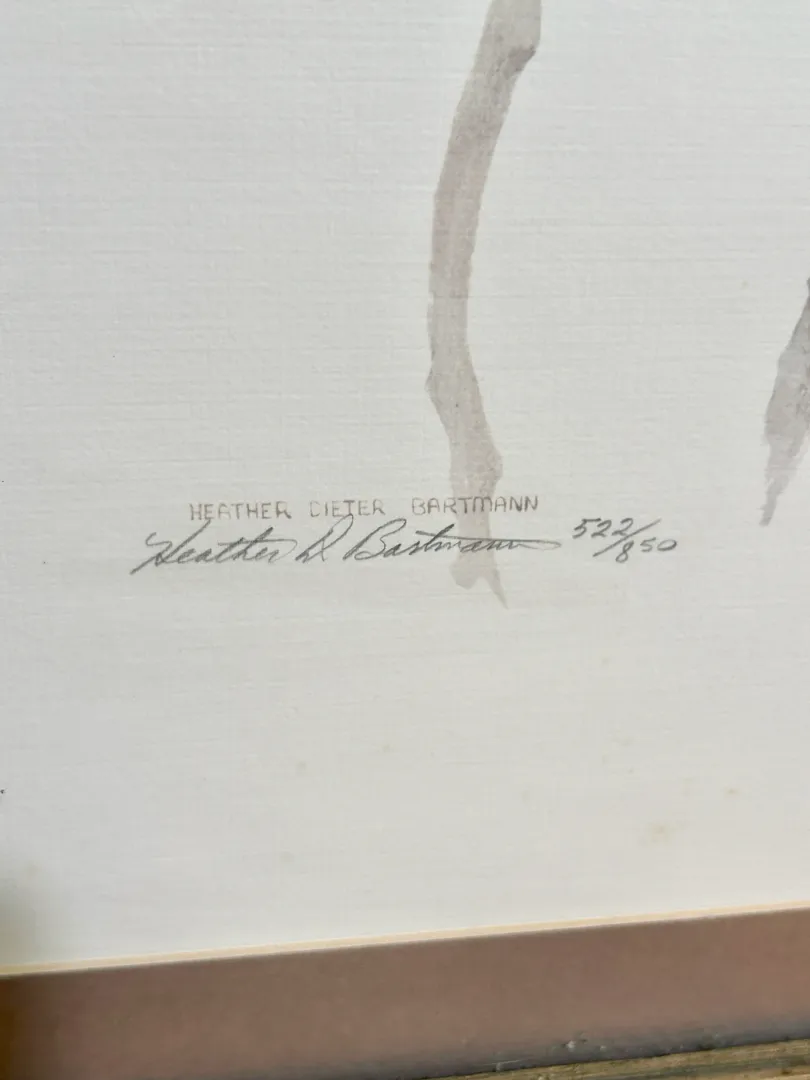 HEATHER DIETER BARTMANN
Heather D. Bartmann 522/850